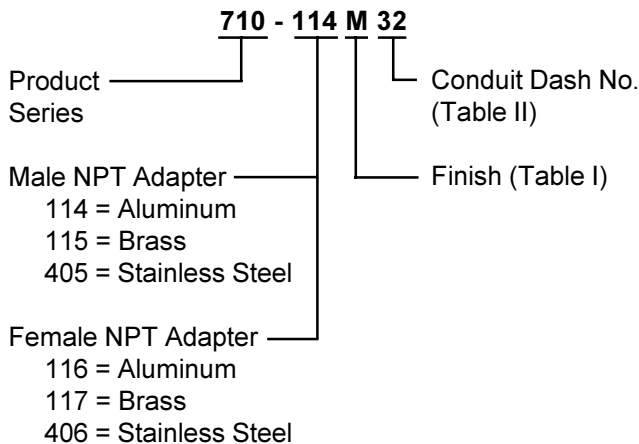 710 - 114 M 32
Product
Series
Conduit Dash No.
(Table II)
Male NPT Adapter
114 = Aluminum
115 = Brass
405 = Stainless Steel
Finish (Table I)
Female NPT Adapter
116 = Aluminum
117 = Brass
406 = Stainless Steel